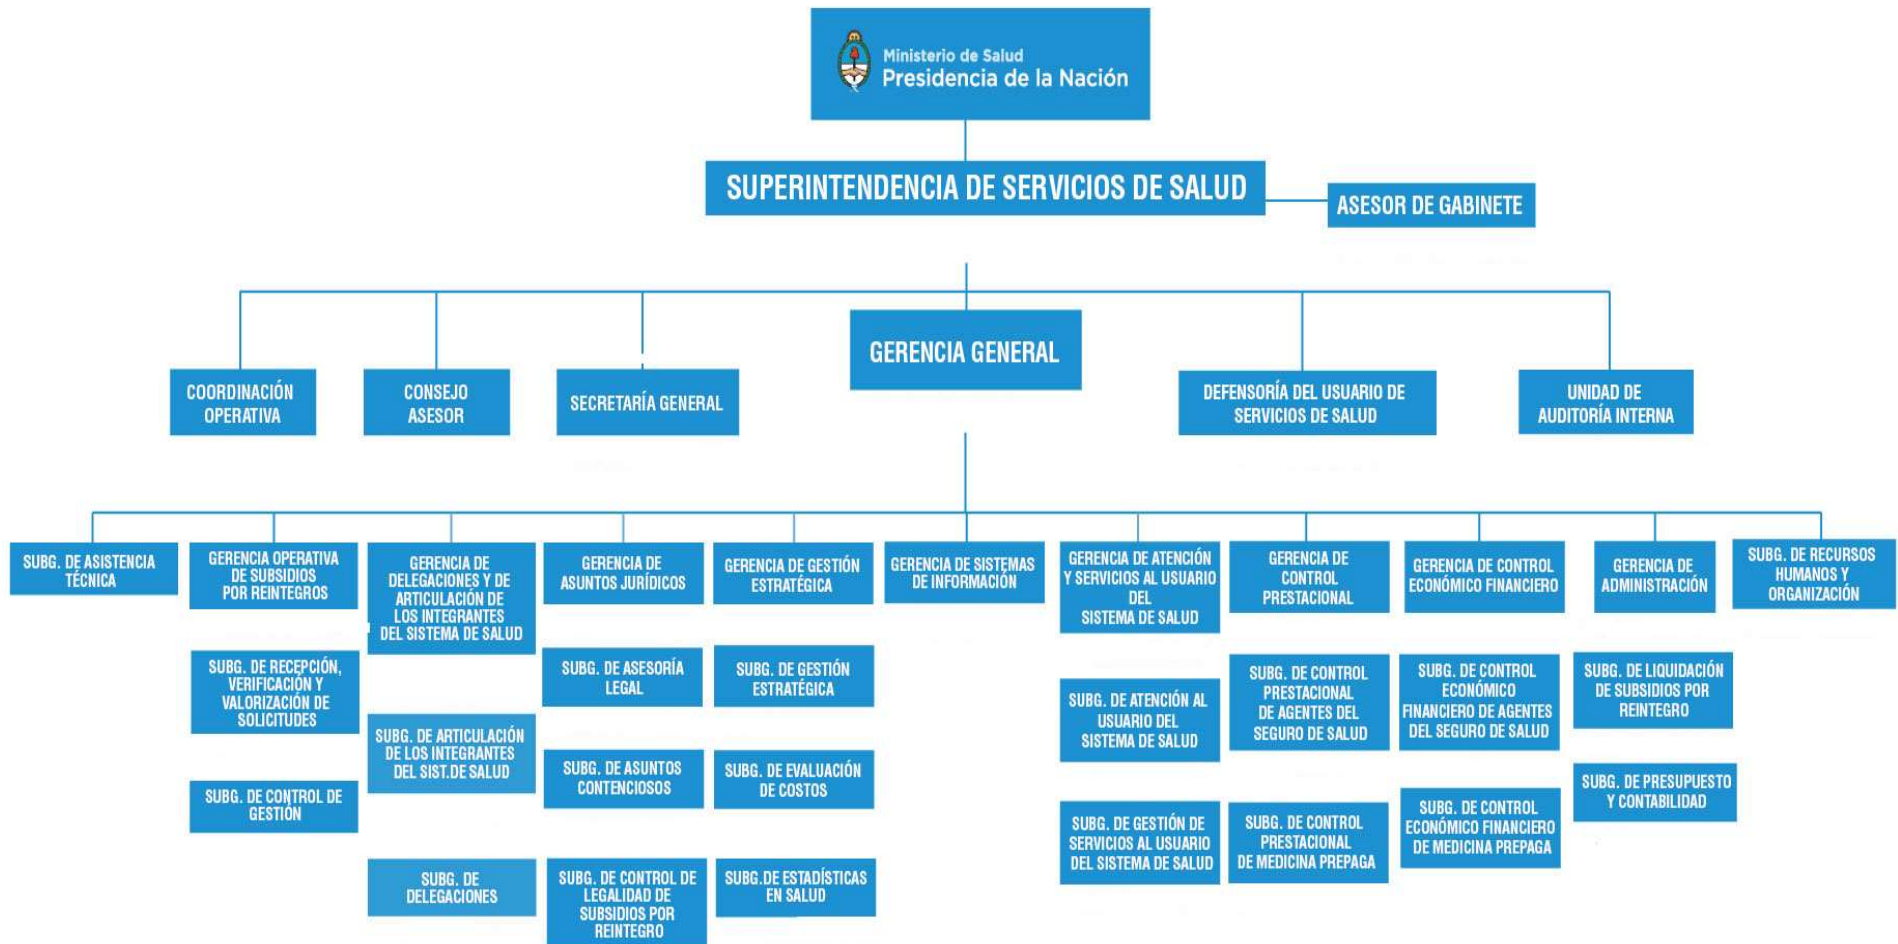 Ministerio de Salud
Presidencia de la Nación
SUPERINTENDENCIA DE SERVICIOS DE SALUD
ASESOR DE GABINETE
COORDINACIÓN
OPERATIVA
CONSEJO
ASESOR
SECRETARÍA GENERAL
GERENCIA GENERAL
DEFENSORÍA DEL USUARIO DE
SERVICIOS DE SALUD
UNIDAD DE
AUDITORÍA INTERNA
SUBG. DE ASISTENCIA
TÉCNICA
GERENCIA OPERATIVA
DE SUBSIDIOS
POR REINTEGROS
GERENCIA DE
DELEGACIONES Y DE
ARTICULACIÓN DE
LOS INTEGRANTES
DEL SISTEMA DE SALUD
GERENCIA DE
ASUNTOS JURÍDICOS
GERENCIA DE GESTIÓN
ESTRATÉGICA
GERENCIA DE SISTEMAS
DE INFORMACIÓN
GERENCIA DE ATENCIÓN
Y SERVICIOS AL USUARIO
DEL
SISTEMA DE SALUD
GERENCIA DE
CONTROL
PRESTACIONAL
GERENCIA DE CONTROL
ECONÓMICO FINANCIERO
GERENCIA DE
ADMINISTRACIÓN
SUBG. DE RECURSOS
HUMANOS Y
ORGANIZACIÓN
SUBG. DE RECEPCIÓN,
VERIFICACIÓN Y
VALORIZACIÓN DE
SOLICITUDES
SUBG. DE ARTICULACIÓN
DE LOS INTEGRANTES
DEL SIST.DE SALUD
SUBG. DE ASESORÍA
LEGAL
SUBG. DE GESTIÓN
ESTRATÉGICA
SUBG. DE ATENCIÓN AL
USUARIO DEL
SISTEMA DE SALUD
SUBG. DE CONTROL
PRESTACIONAL
DE AGENTES DEL
SEGURO DE SALUD
SUBG. DE CONTROL
ECONÓMICO
FINANCIERO DE AGENTES
DEL SEGURO DE SALUD
SUBG. DE LIQUIDACIÓN
DE SUBSIDIOS POR
REINTEGRO
SUBG. DE CONTROL DE
GESTIÓN
SUBG. DE DELEGACIONES
SUBG. DE ASUNTOS
CONTENCIOSOS
SUBG. DE EVALUACIÓN
DE COSTOS
SUBG. DE GESTIÓN DE
SERVICIOS AL USUARIO
DEL SISTEMA DE SALUD
SUBG. DE CONTROL
PRESTACIONAL
DE MEDICINA PREPAGA
SUBG. DE CONTROL
ECONÓMICO FINANCIERO
DE MEDICINA PREPAGA
SUBG. DE PRESUPUESTO
Y CONTABILIDAD
SUBG. DE CONTROL DE
LEGALIDAD DE
SUBSIDIOS POR
REINTEGRO
SUBG.DE ESTADÍSTICAS
EN SALUD